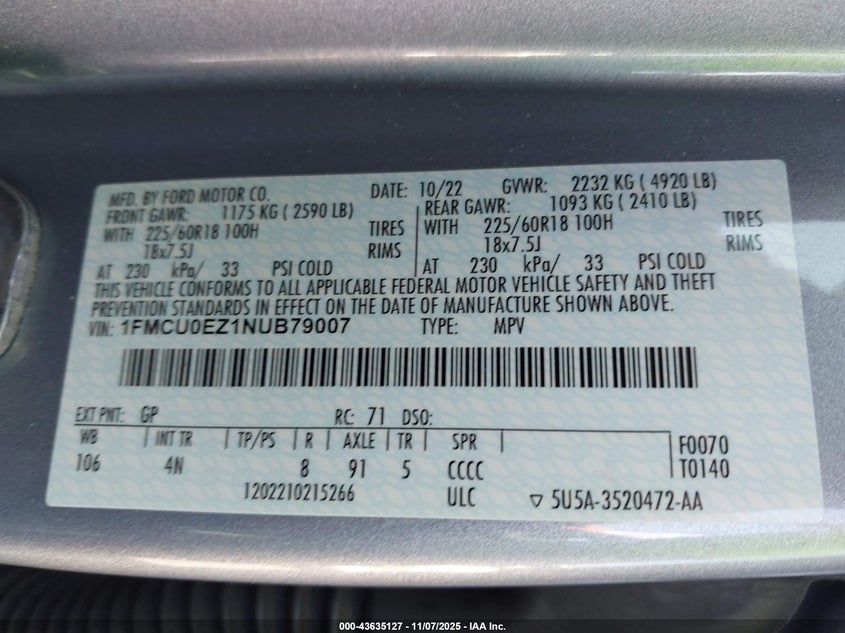 MFD. BY FORD MOTOR CO. DATE: 10/22 GVWR: 2232 KG ( 4920 LB)
FRONT GAWR: 1175 KG ( 2590 LB) REAR GAWR: 1093 KG ( 2410 LB)
WITH 225/60R18 100H TIRES WITH 225/60R18 100H TIRES
18x7.5J RIMS 18x7.5J RIMS
AT 230 kPa/ 33 PSI COLD AT 230 kPa/ 33 PSI COLD
THIS VEHICLE CONFORMS TO ALL APPLICABLE FEDERAL MOTOR VEHICLE SAFETY AND THEFT
PREVENTION STANDARDS IN EFFECT ON THE DATE OF MANUFACTURE SHOWN ABOVE.
VIN: 1FMCU0EZ1NUB79007 TYPE: MPV
EXT PNT: GP RC: 71 DSO:
WB INT TR TP/PS R AXLE TR SPR F0070
106 4N 8 91 5 CCCC T0140
1202210215266 ULC ▽ 5U5A-3520472-AA
000-43635127 - 11/07/2025 - IAA Inc.